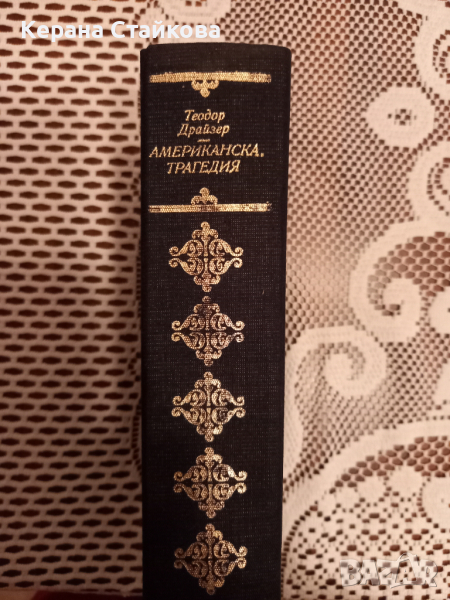 Керана Стайкова
Теодор
Драйзер
АМЕРИКАНСКА
ТРАГЕДИЯ